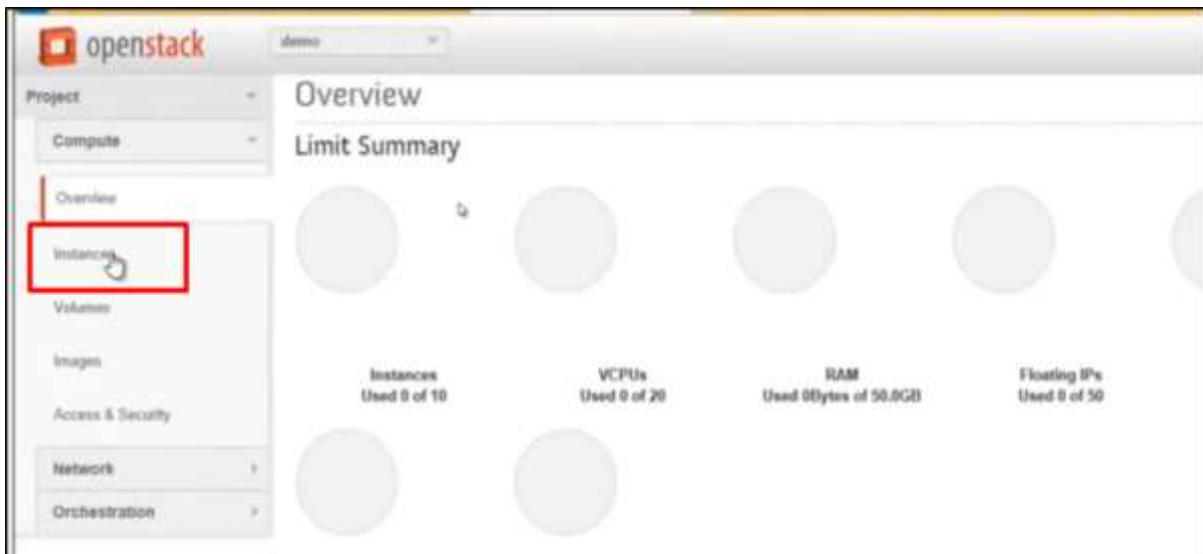 openstack
demo
Project
Compute
Overview
Instances
Volumes
Images
Access & Security
Network
Orchestration
Overview
Limit Summary
Instances
Used 0 of 10
VCPUs
Used 0 of 20
RAM
Used 0Bytes of 50.0GB
Floating IPs
Used 0 of 50